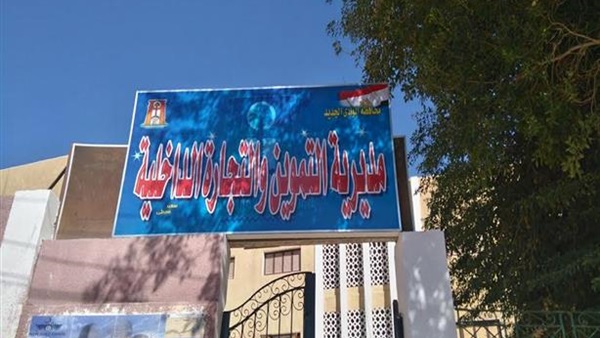 محافظة الوادي الجديد
مديرية التموين والتجارة الداخلية